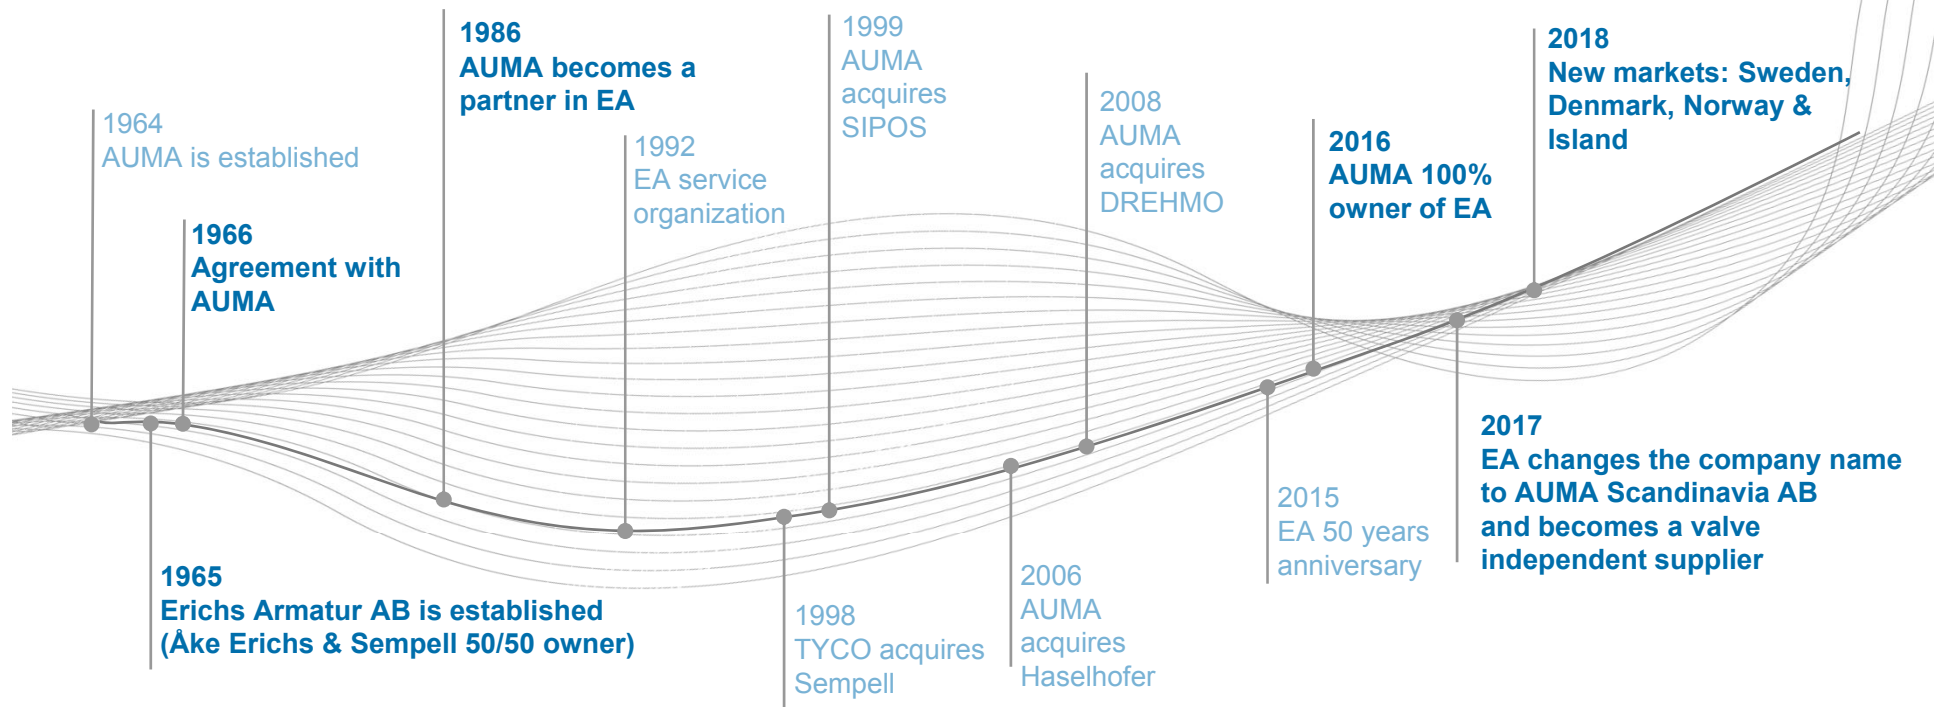 1964
AUMA is established
1965
Erichs Armatur AB is established
(Åke Erichs & Sempell 50/50 owner)
1966
Agreement with
AUMA
1986
AUMA becomes a
partner in EA
1992
EA service
organization
1998
TYCO acquires
Sempell
1999
AUMA
acquires
SIPOS
2006
AUMA
acquires
Haselhofer
2008
AUMA
acquires
DREHMO
2015
EA 50 years
anniversary
2016
AUMA 100%
owner of EA
2017
EA changes the company name
to AUMA Scandinavia AB
and becomes a valve
independent supplier
2018
New markets: Sweden,
Denmark, Norway &
Island